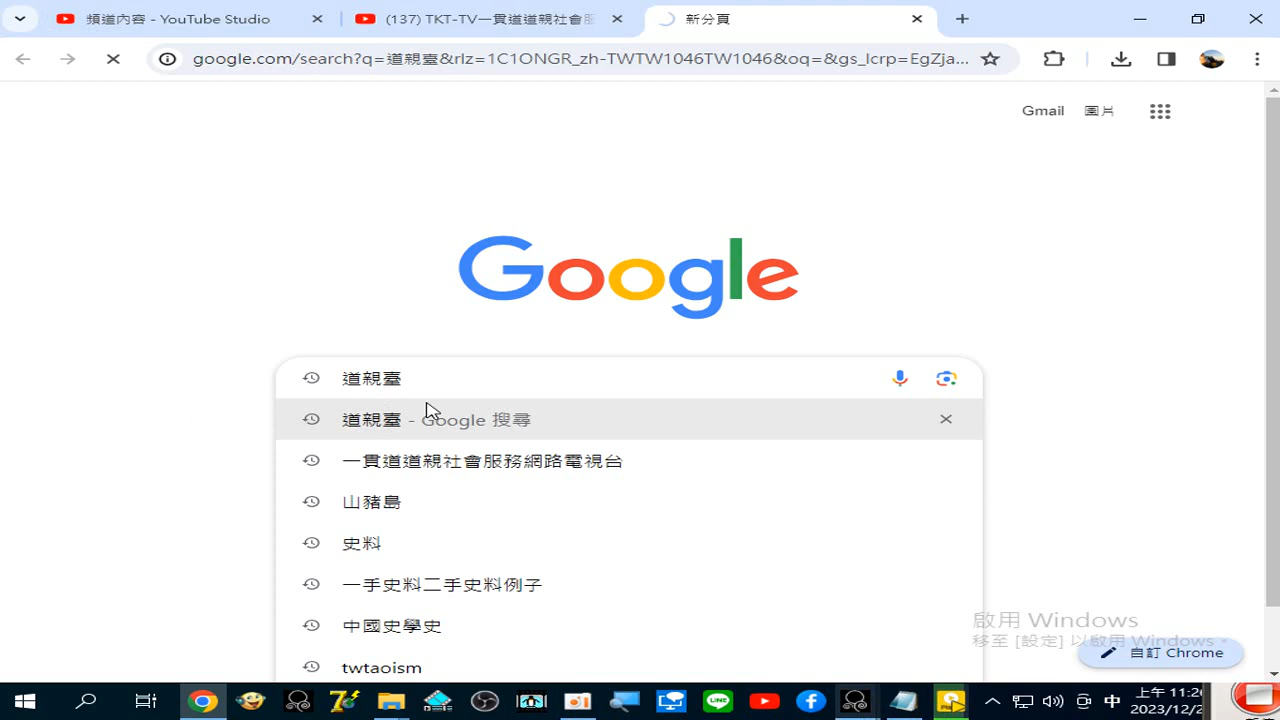 頻道內容 - YouTube Studio
(137) TKT-TV一貫道道親社會服
新分頁
google.com/search?q=道親臺&rlz=1C1ONGR_zh-TWTW1046TW1046&oq=&gs_lcrp=EgZja...
Gmail 圖片
Google
道親臺
道親臺 - Google 搜尋
一貫道道親社會服務網路電視台
山豬島
史料
一手史料二手史料例子
中國史學史
twtaoism
啟用 Windows
移至 [設定] 以啟用 Windows。
自訂 Chrome
中
上午 11:26
2023/12/2